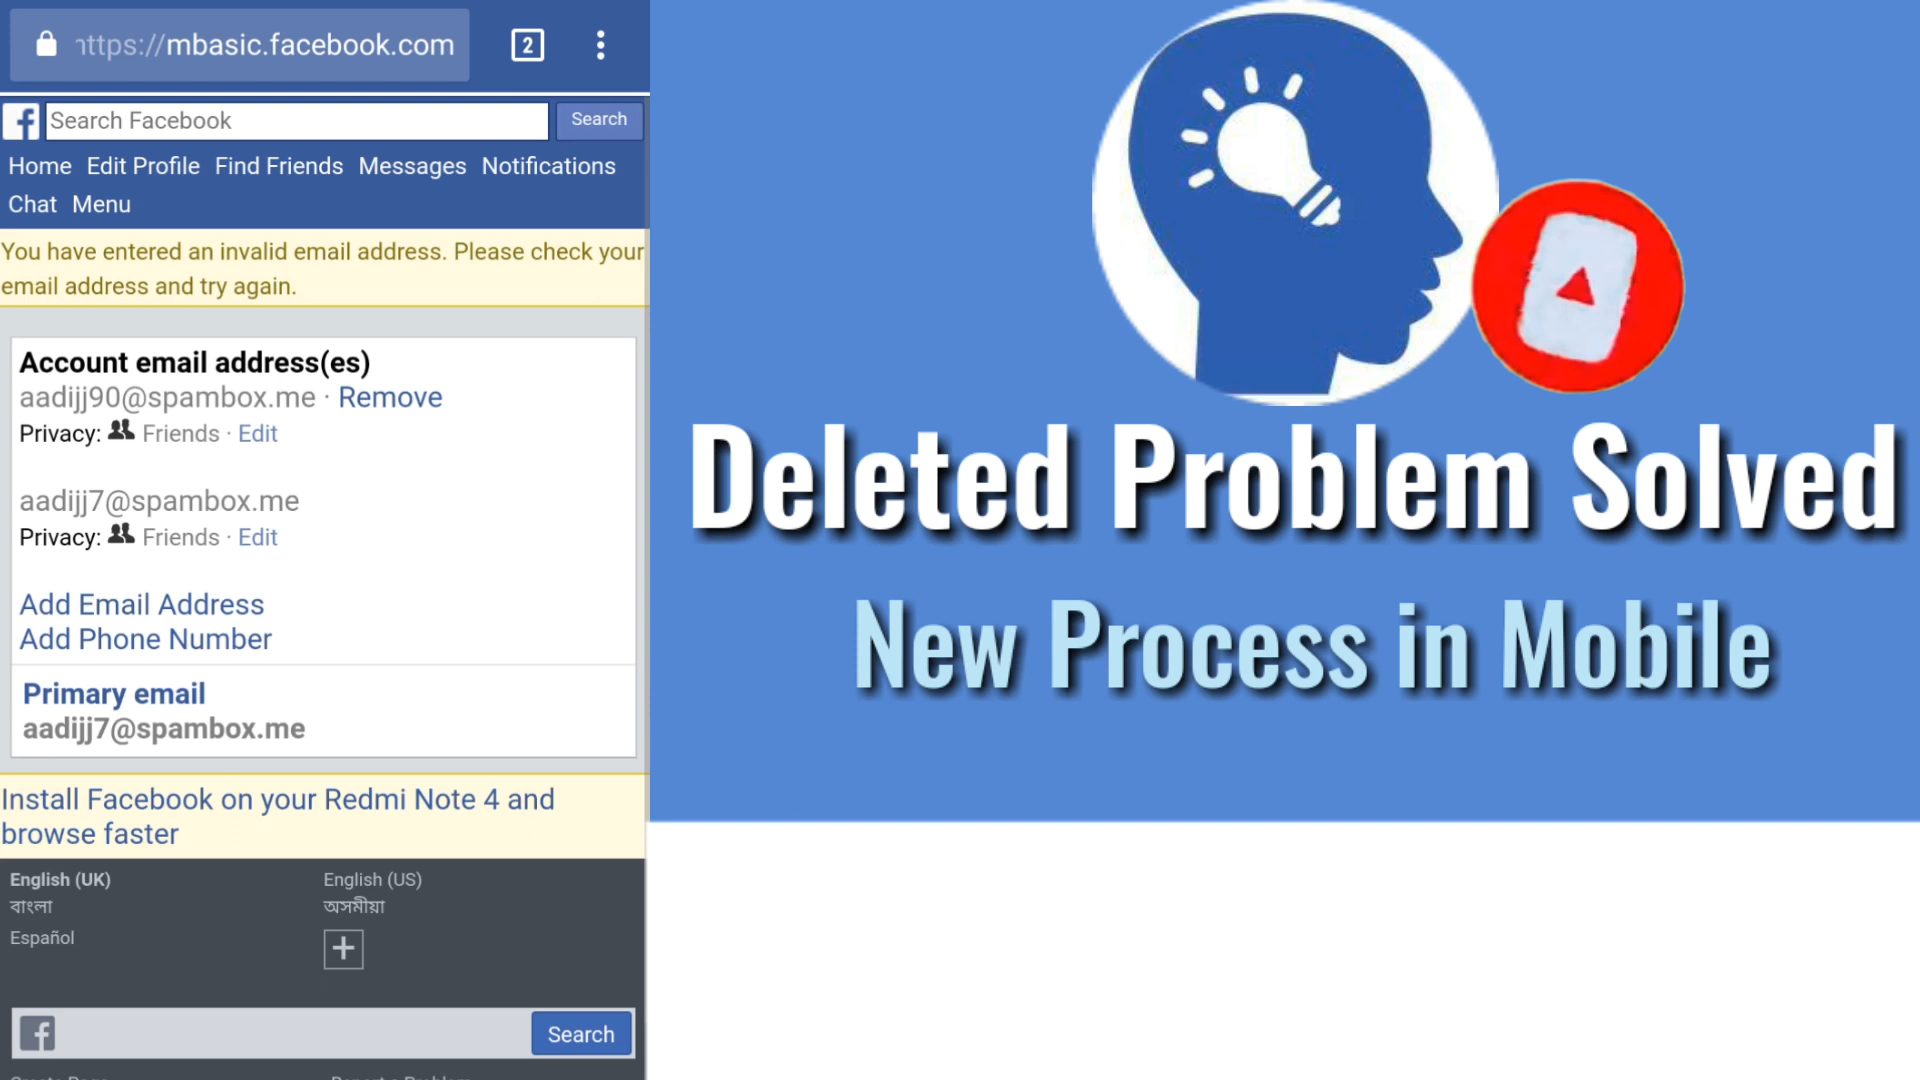 https://mbasic.facebook.com
2
Search Facebook
Search
Home Edit Profile Find Friends Messages Notifications
Chat Menu
You have entered an invalid email address. Please check your
email address and try again.
Account email address(es)
aadijj90@spambox.me · Remove
Privacy: Friends · Edit
aadijj7@spambox.me
Privacy: Friends · Edit
Add Email Address
Add Phone Number
Primary email
aadijj7@spambox.me
Install Facebook on your Redmi Note 4 and
browse faster
English (UK)
English (US)
বাংলা
অসমীয়া
Español
Search
Create Page
Report a Problem
Deleted Problem Solved
New Process in Mobile